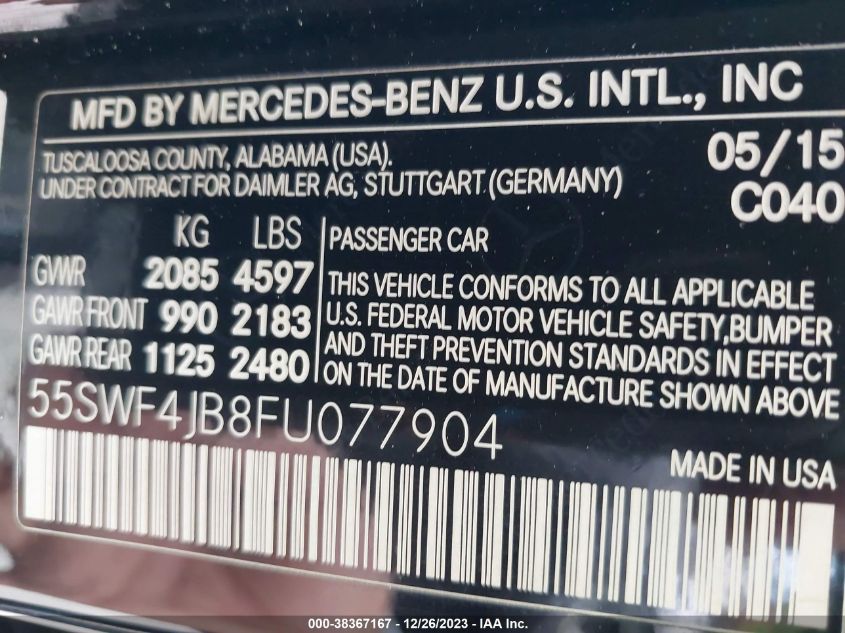 MFD BY MERCEDES-BENZ U.S. INTL., INC
TUSCALOOSA COUNTY, ALABAMA (USA).
UNDER CONTRACT FOR DAIMLER AG, STUTTGART (GERMANY)
05/15
C040
KG LBS
GVWR 2085 4597
GAWR FRONT 990 2183
GAWR REAR 1125 2480
PASSENGER CAR
THIS VEHICLE CONFORMS TO ALL APPLICABLE
U.S. FEDERAL MOTOR VEHICLE SAFETY,BUMPER
AND THEFT PREVENTION STANDARDS IN EFFECT
ON THE DATE OF MANUFACTURE SHOWN ABOVE
55SWF4JB8FU077904
MADE IN USA
000-38367167 - 12/26/2023 - IAA Inc.